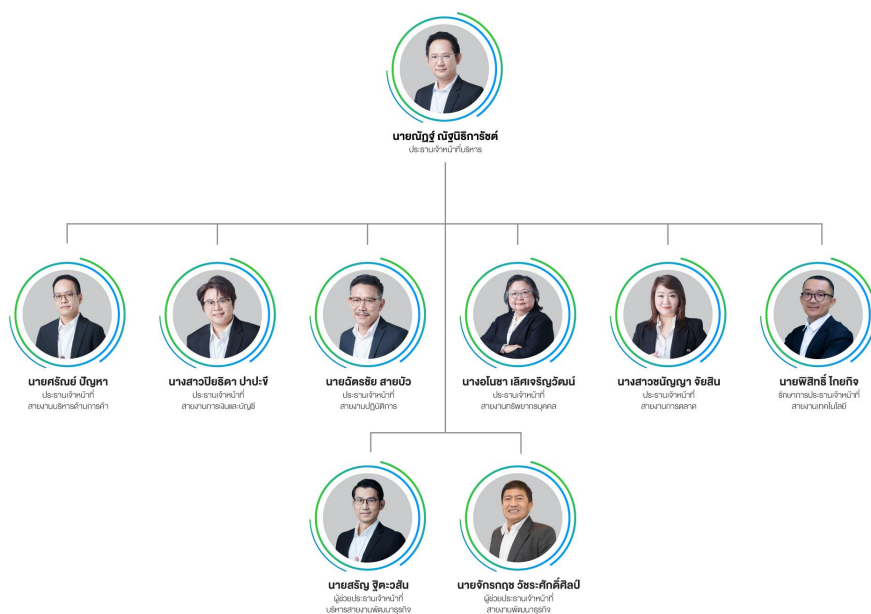 นายณัฏฐ์ ณัฐนิธิการัชต์
ประธานเจ้าหน้าที่บริหาร
นายศรัณย์ ปัญหา
ประธานเจ้าหน้าที่
สายงานบริหารด้านการค้า
นางสาวปิยธิดา ปาปะขี
ประธานเจ้าหน้าที่
สายงานการเงินและบัญชี
นายฉัตรชัย สายบัว
ประธานเจ้าหน้าที่
สายงานปฏิบัติการ
นางอโนชา เลิศเจริญวัฒน์
ประธานเจ้าหน้าที่
สายงานทรัพยากรบุคคล
นางสาวชนัญญา จัยสิน
ประธานเจ้าหน้าที่
สายงานการตลาด
นายพิสิทธิ์ ไกยกิจ
รักษาการประธานเจ้าหน้าที่
สายงานเทคโนโลยี
นายสรัญ ฐิตะวสัน
ผู้ช่วยประธานเจ้าหน้าที่
บริหารสายงานพัฒนาธุรกิจ
นายจักรกฤช วัชระศักดิ์ศิลป์
ผู้ช่วยประธานเจ้าหน้าที่
สายงานพัฒนาธุรกิจ